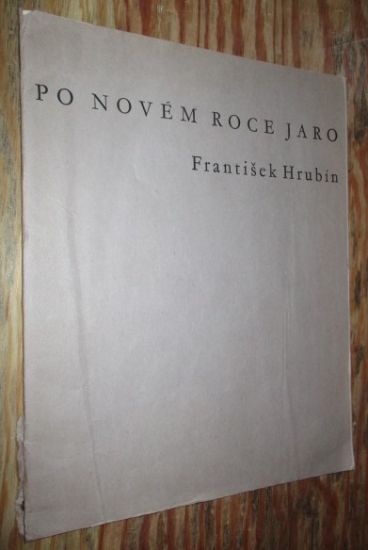 PO NOVÉM ROCE JARO
František Hrubín